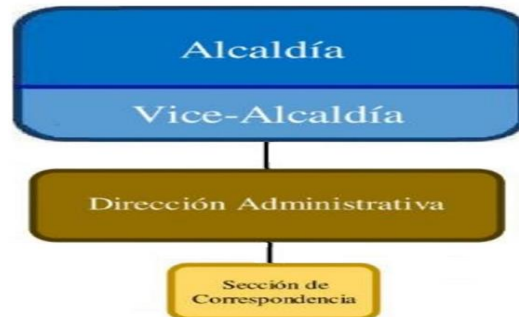 Alcaldía
Vice-Alcaldía
Dirección Administrativa
Sección de
Correspondencia